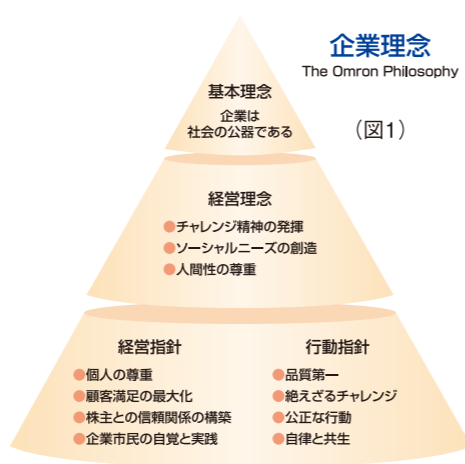 企業理念
The Omron Philosophy
(図1)
基本理念
企業は
社会の公器である
経営理念
●チャレンジ精神の発揮
●ソーシャルニーズの創造
●人間性の尊重
経営指針
●個人の尊重
●顧客満足の最大化
●株主との信頼関係の構築
●企業市民の自覚と実践
行動指針
●品質第一
●絶えざるチャレンジ
●公正な行動
●自律と共生